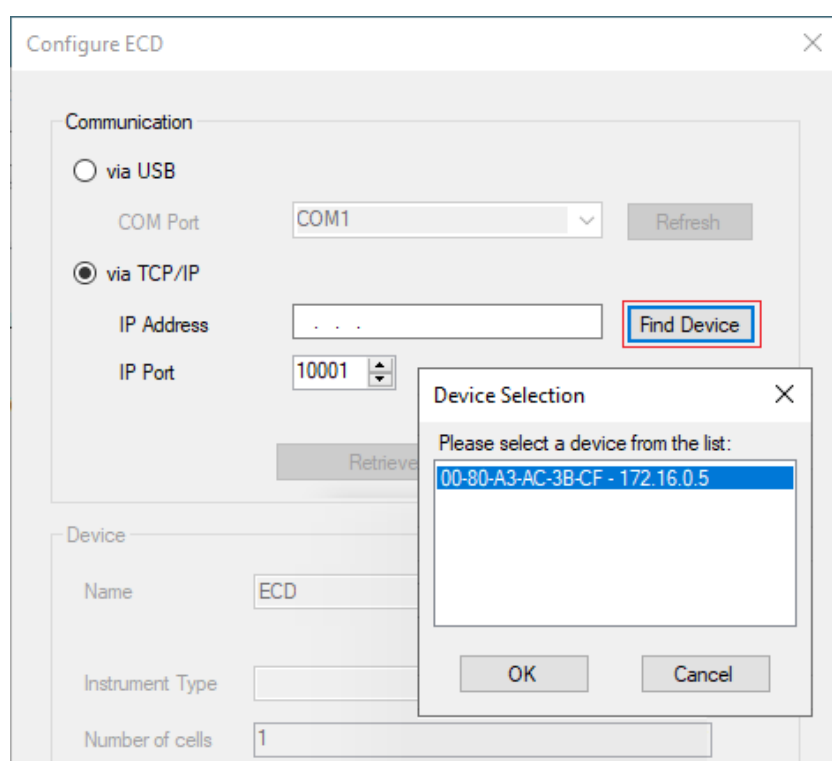 Configure ECD
Communication
via USB
COM Port COM1 Refresh
via TCP/IP
IP Address . . . Find Device
IP Port 10001
Retrieve
Device Selection
Please select a device from the list:
00-80-A3-AC-3B-CF - 172.16.0.5
OK Cancel
Device
Name ECD
Instrument Type
Number of cells 1